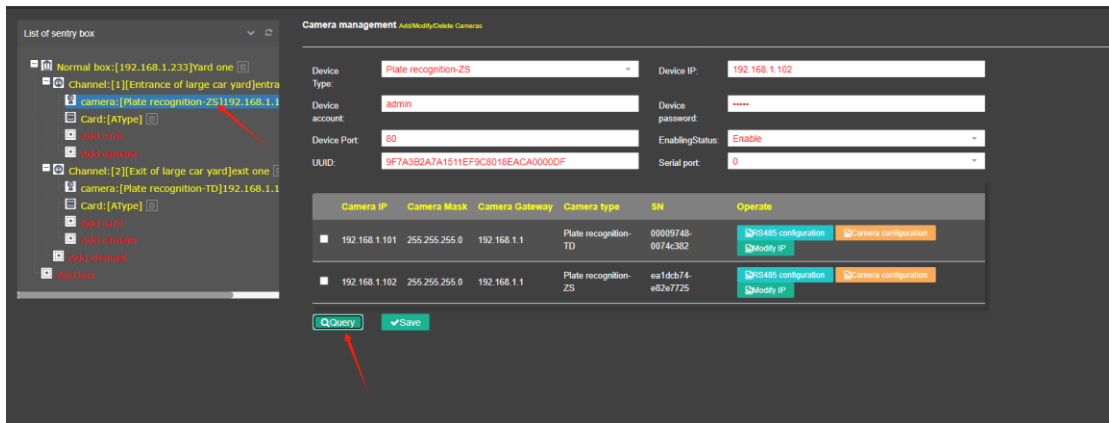 List of sentry box
Normal box:[192.168.1.233]Yard one
Channel:[1][Entrance of large car yard]entra
camera:[Plate recognition-ZS]192.168.1.1
Card:[AType]
Add card
Add camera
Channel:[2][Exit of large car yard]exit one
camera:[Plate recognition-TD]192.168.1.1
Card:[AType]
Add card
Add camera
Add channel
Add box
Camera management Add/Modify/Delete Cameras
Device Type: Plate recognition-ZS Device IP: 192.168.1.102
Device account: admin Device password: •••••
Device Port: 80 EnablingStatus: Enable
UUID: 9F7A3B2A7A1511EF9C8018EACA0000DF Serial port: 0
Camera IP Camera Mask Camera Gateway Camera type SN Operate
192.168.1.101 255.255.255.0 192.168.1.1 Plate recognition-TD 00009748-0074c382 RS485 configuration Camera configuration Modify IP
192.168.1.102 255.255.255.0 192.168.1.1 Plate recognition-ZS ea1dcb74-e82e7725 RS485 configuration Camera configuration Modify IP
Query Save